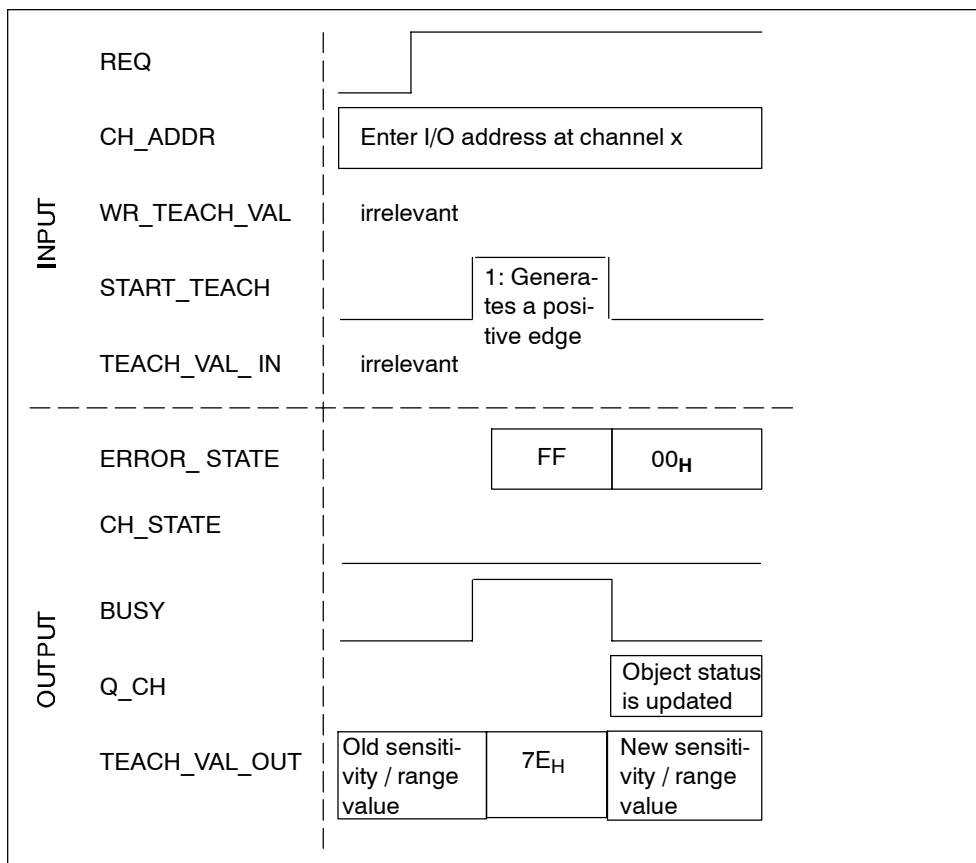 REQ
CH_ADDR
Enter I/O address at channel x
INPUT
WR_TEACH_VAL
irrelevant
START_TEACH
1: Genera-
tes a posi-
tive edge
TEACH_VAL_ IN
irrelevant
ERROR_ STATE
FF
00H
CH_STATE
OUTPUT
BUSY
Q_CH
Object status
is updated
TEACH_VAL_OUT
Old sensiti-
vity / range
value
7EH
New sensiti-
vity / range
value